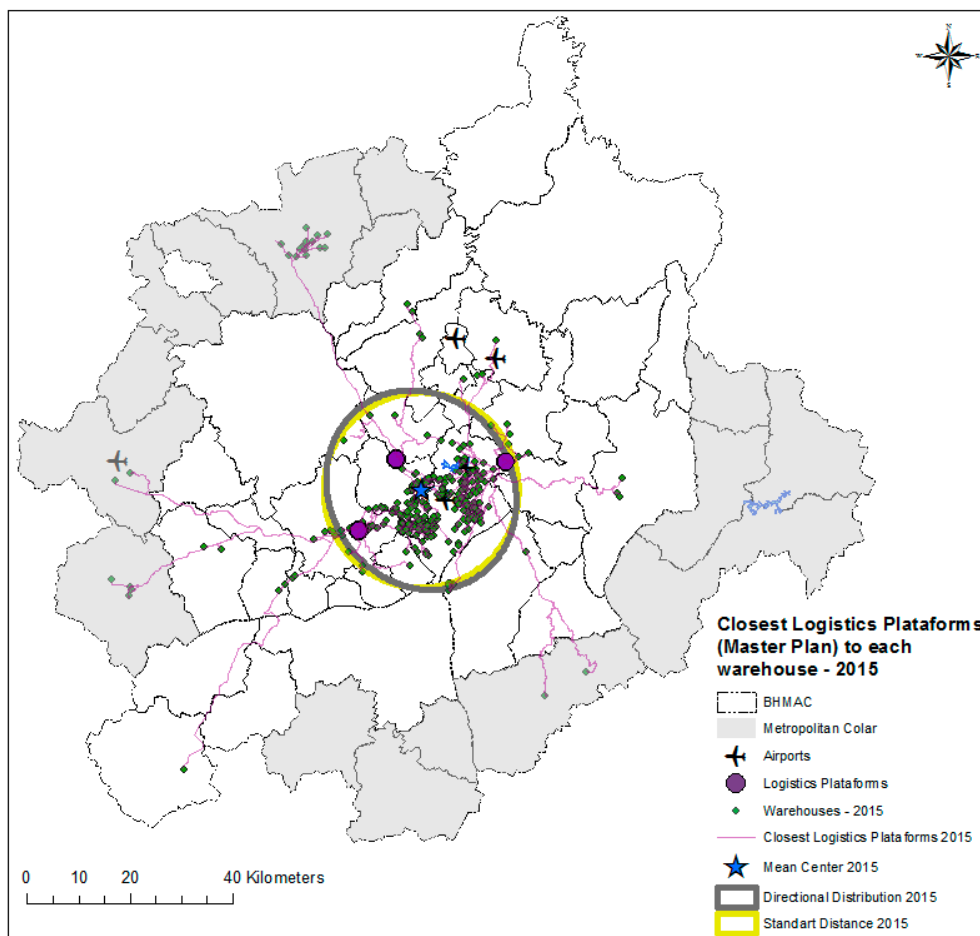 N
Closest Logistics Plataforms
(Master Plan) to each
warehouse - 2015
BHMAC
Metropolitan Colar
Airports
Logistics Plataforms
Warehouses - 2015
Closest Logistics Plataforms 2015
Mean Center 2015
Directional Distribution 2015
Standart Distance 2015
0 10 20 40 Kilometers